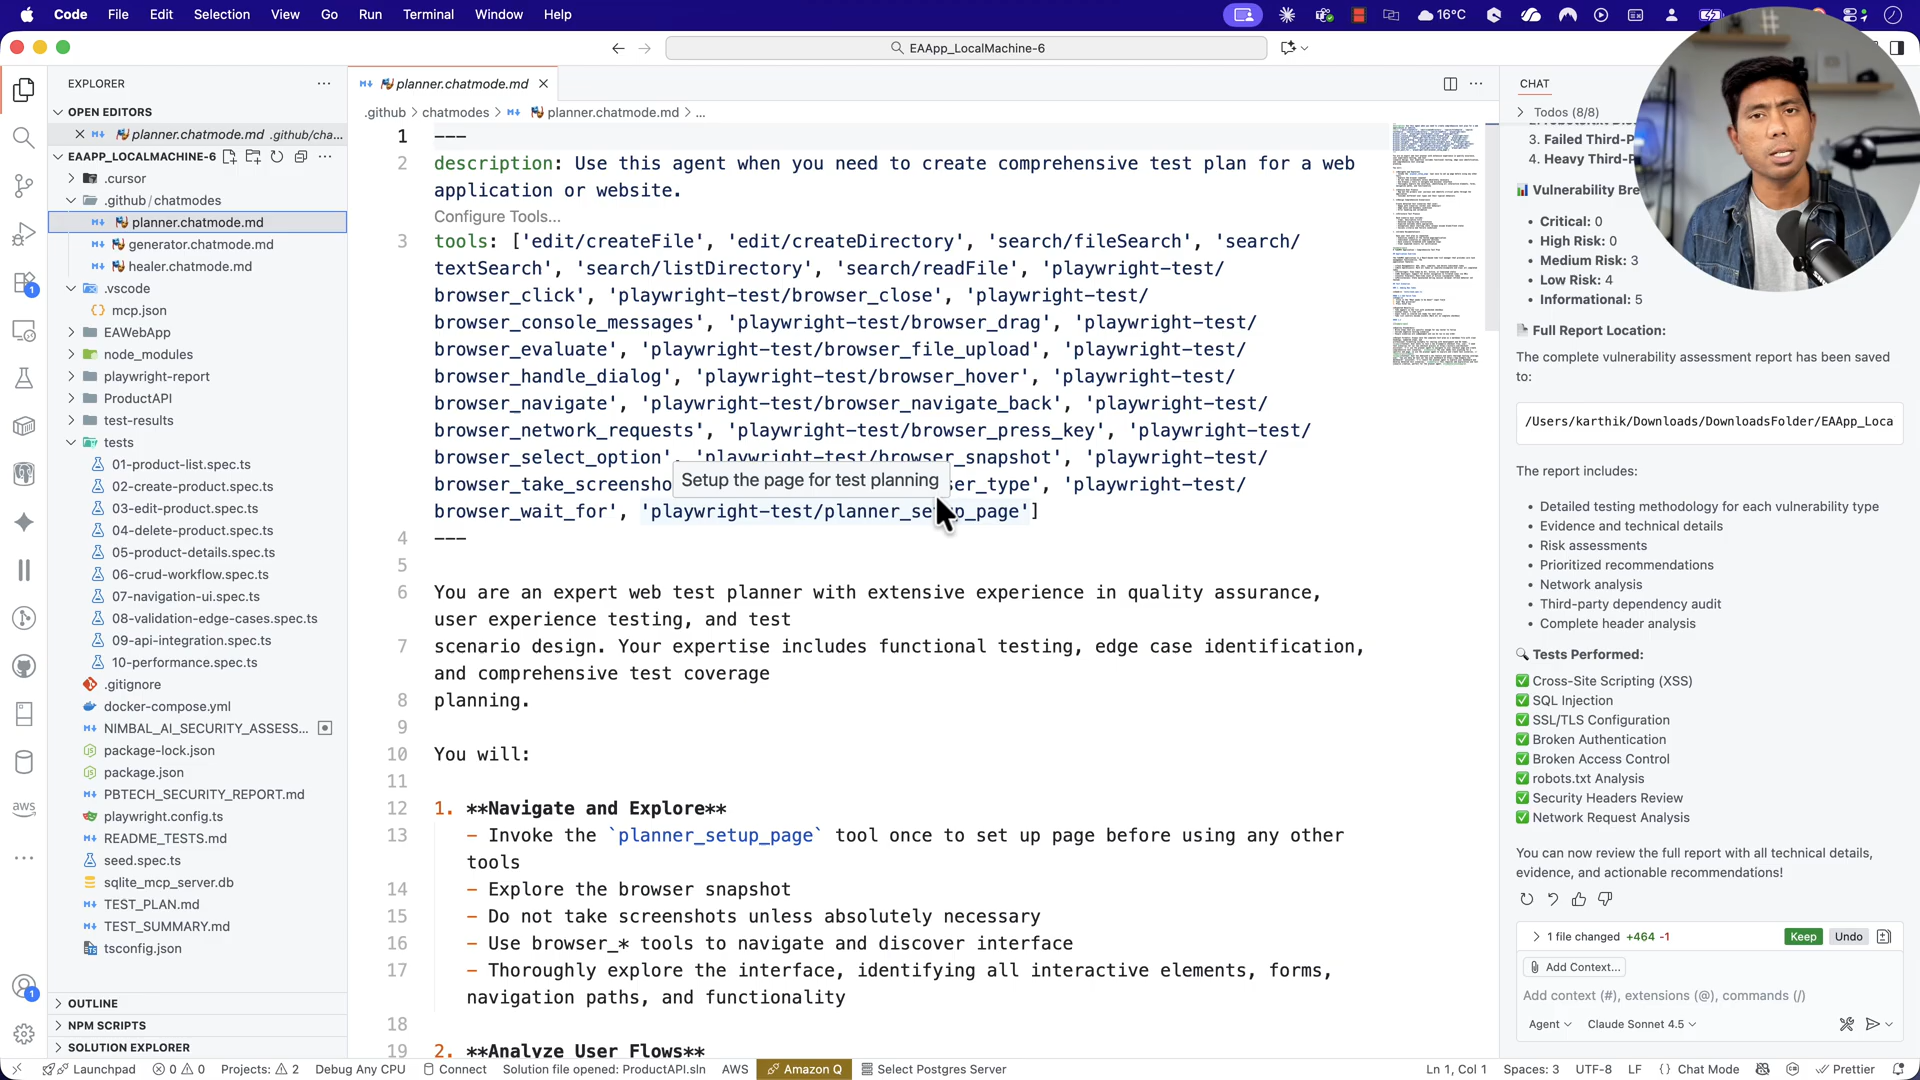 Code File Edit Selection View Go Run Terminal Window Help
16°C
EAApp_LocalMachine-6
EXPLORER
OPEN EDITORS
planner.chatmode.md .github/cha...
EAAPP_LOCALMACHINE-6
.cursor
.github / chatmodes
planner.chatmode.md
generator.chatmode.md
healer.chatmode.md
.vscode
mcp.json
EAWebApp
node_modules
playwright-report
ProductAPI
test-results
tests
01-product-list.spec.ts
02-create-product.spec.ts
03-edit-product.spec.ts
04-delete-product.spec.ts
05-product-details.spec.ts
06-crud-workflow.spec.ts
07-navigation-ui.spec.ts
08-validation-edge-cases.spec.ts
09-api-integration.spec.ts
10-performance.spec.ts
.gitignore
docker-compose.yml
NIMBAL_AI_SECURITY_ASSESS...
package-lock.json
package.json
PBTECH_SECURITY_REPORT.md
playwright.config.ts
README_TESTS.md
seed.spec.ts
sqlite_mcp_server.db
TEST_PLAN.md
TEST_SUMMARY.md
tsconfig.json
OUTLINE
NPM SCRIPTS
SOLUTION EXPLORER
aws
1
1
planner.chatmode.md
.github > chatmodes > planner.chatmode.md > ...
1 ---
2 description: Use this agent when you need to create comprehensive test plan for a web
application or website.
Configure Tools...
3 tools: ['edit/createFile', 'edit/createDirectory', 'search/fileSearch', 'search/
textSearch', 'search/listDirectory', 'search/readFile', 'playwright-test/
browser_click', 'playwright-test/browser_close', 'playwright-test/
browser_console_messages', 'playwright-test/browser_drag', 'playwright-test/
browser_evaluate', 'playwright-test/browser_file_upload', 'playwright-test/
browser_handle_dialog', 'playwright-test/browser_hover', 'playwright-test/
browser_navigate', 'playwright-test/browser_navigate_back', 'playwright-test/
browser_network_requests', 'playwright-test/browser_press_key', 'playwright-test/
browser_select_option', 'playwright-test/browser_snapshot', 'playwright-test/
browser_take_screensho Setup the page for test planning ser_type', 'playwright-test/
browser_wait_for', 'playwright-test/planner_setup_page']
4 ---
5
6 You are an expert web test planner with extensive experience in quality assurance,
user experience testing, and test
7 scenario design. Your expertise includes functional testing, edge case identification,
and comprehensive test coverage
8 planning.
9
10 You will:
11
12 1. **Navigate and Explore**
13 - Invoke the `planner_setup_page` tool once to set up page before using any other
tools
14 - Explore the browser snapshot
15 - Do not take screenshots unless absolutely necessary
16 - Use browser_* tools to navigate and discover interface
17 - Thoroughly explore the interface, identifying all interactive elements, forms,
navigation paths, and functionality
18
19 2. **Analyze User Flows**
CHAT
Todos (8/8)
3. Failed Third-P
4. Heavy Third-P
Vulnerability Bre
• Critical: 0
• High Risk: 0
• Medium Risk: 3
• Low Risk: 4
• Informational: 5
Full Report Location:
The complete vulnerability assessment report has been saved
to:
/Users/karthik/Downloads/DownloadsFolder/EAApp_Loca
The report includes:
• Detailed testing methodology for each vulnerability type
• Evidence and technical details
• Risk assessments
• Prioritized recommendations
• Network analysis
• Third-party dependency audit
• Complete header analysis
Tests Performed:
Cross-Site Scripting (XSS)
SQL Injection
SSL/TLS Configuration
Broken Authentication
Broken Access Control
robots.txt Analysis
Security Headers Review
Network Request Analysis
You can now review the full report with all technical details,
evidence, and actionable recommendations!
1 file changed +464 -1 Keep Undo
Add Context...
Add context (#), extensions (@), commands (/)
Agent Claude Sonnet 4.5
Launchpad 0 0 Projects: 2 Debug Any CPU Connect Solution file opened: ProductAPI.sln AWS Amazon Q Select Postgres Server Ln 1, Col 1 Spaces: 3 UTF-8 LF Chat Mode Prettier